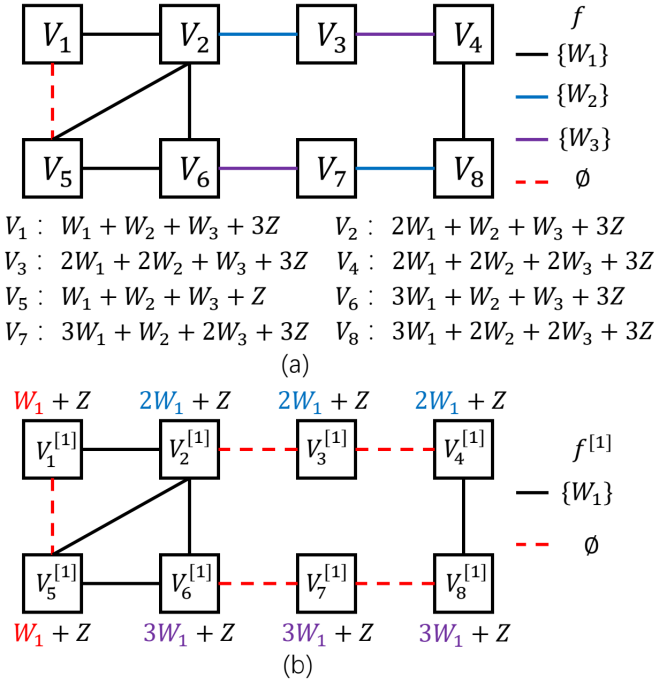 V₁ V₂ V₃ V₄ f
{W₁}
{W₂}
{W₃}
V₅ V₆ V₇ V₈ ∅
V₁ : W₁ + W₂ + W₃ + 3Z V₂ : 2W₁ + W₂ + W₃ + 3Z
V₃ : 2W₁ + 2W₂ + W₃ + 3Z V₄ : 2W₁ + 2W₂ + 2W₃ + 3Z
V₅ : W₁ + W₂ + W₃ + Z V₆ : 3W₁ + W₂ + W₃ + 3Z
V₇ : 3W₁ + W₂ + 2W₃ + 3Z V₈ : 3W₁ + 2W₂ + 2W₃ + 3Z
(a)
W₁ + Z 2W₁ + Z 2W₁ + Z 2W₁ + Z
V₁^[1] V₂^[1] V₃^[1] V₄^[1] f^[1]
{W₁}
∅
V₅^[1] V₆^[1] V₇^[1] V₈^[1]
W₁ + Z 3W₁ + Z 3W₁ + Z 3W₁ + Z
(b)